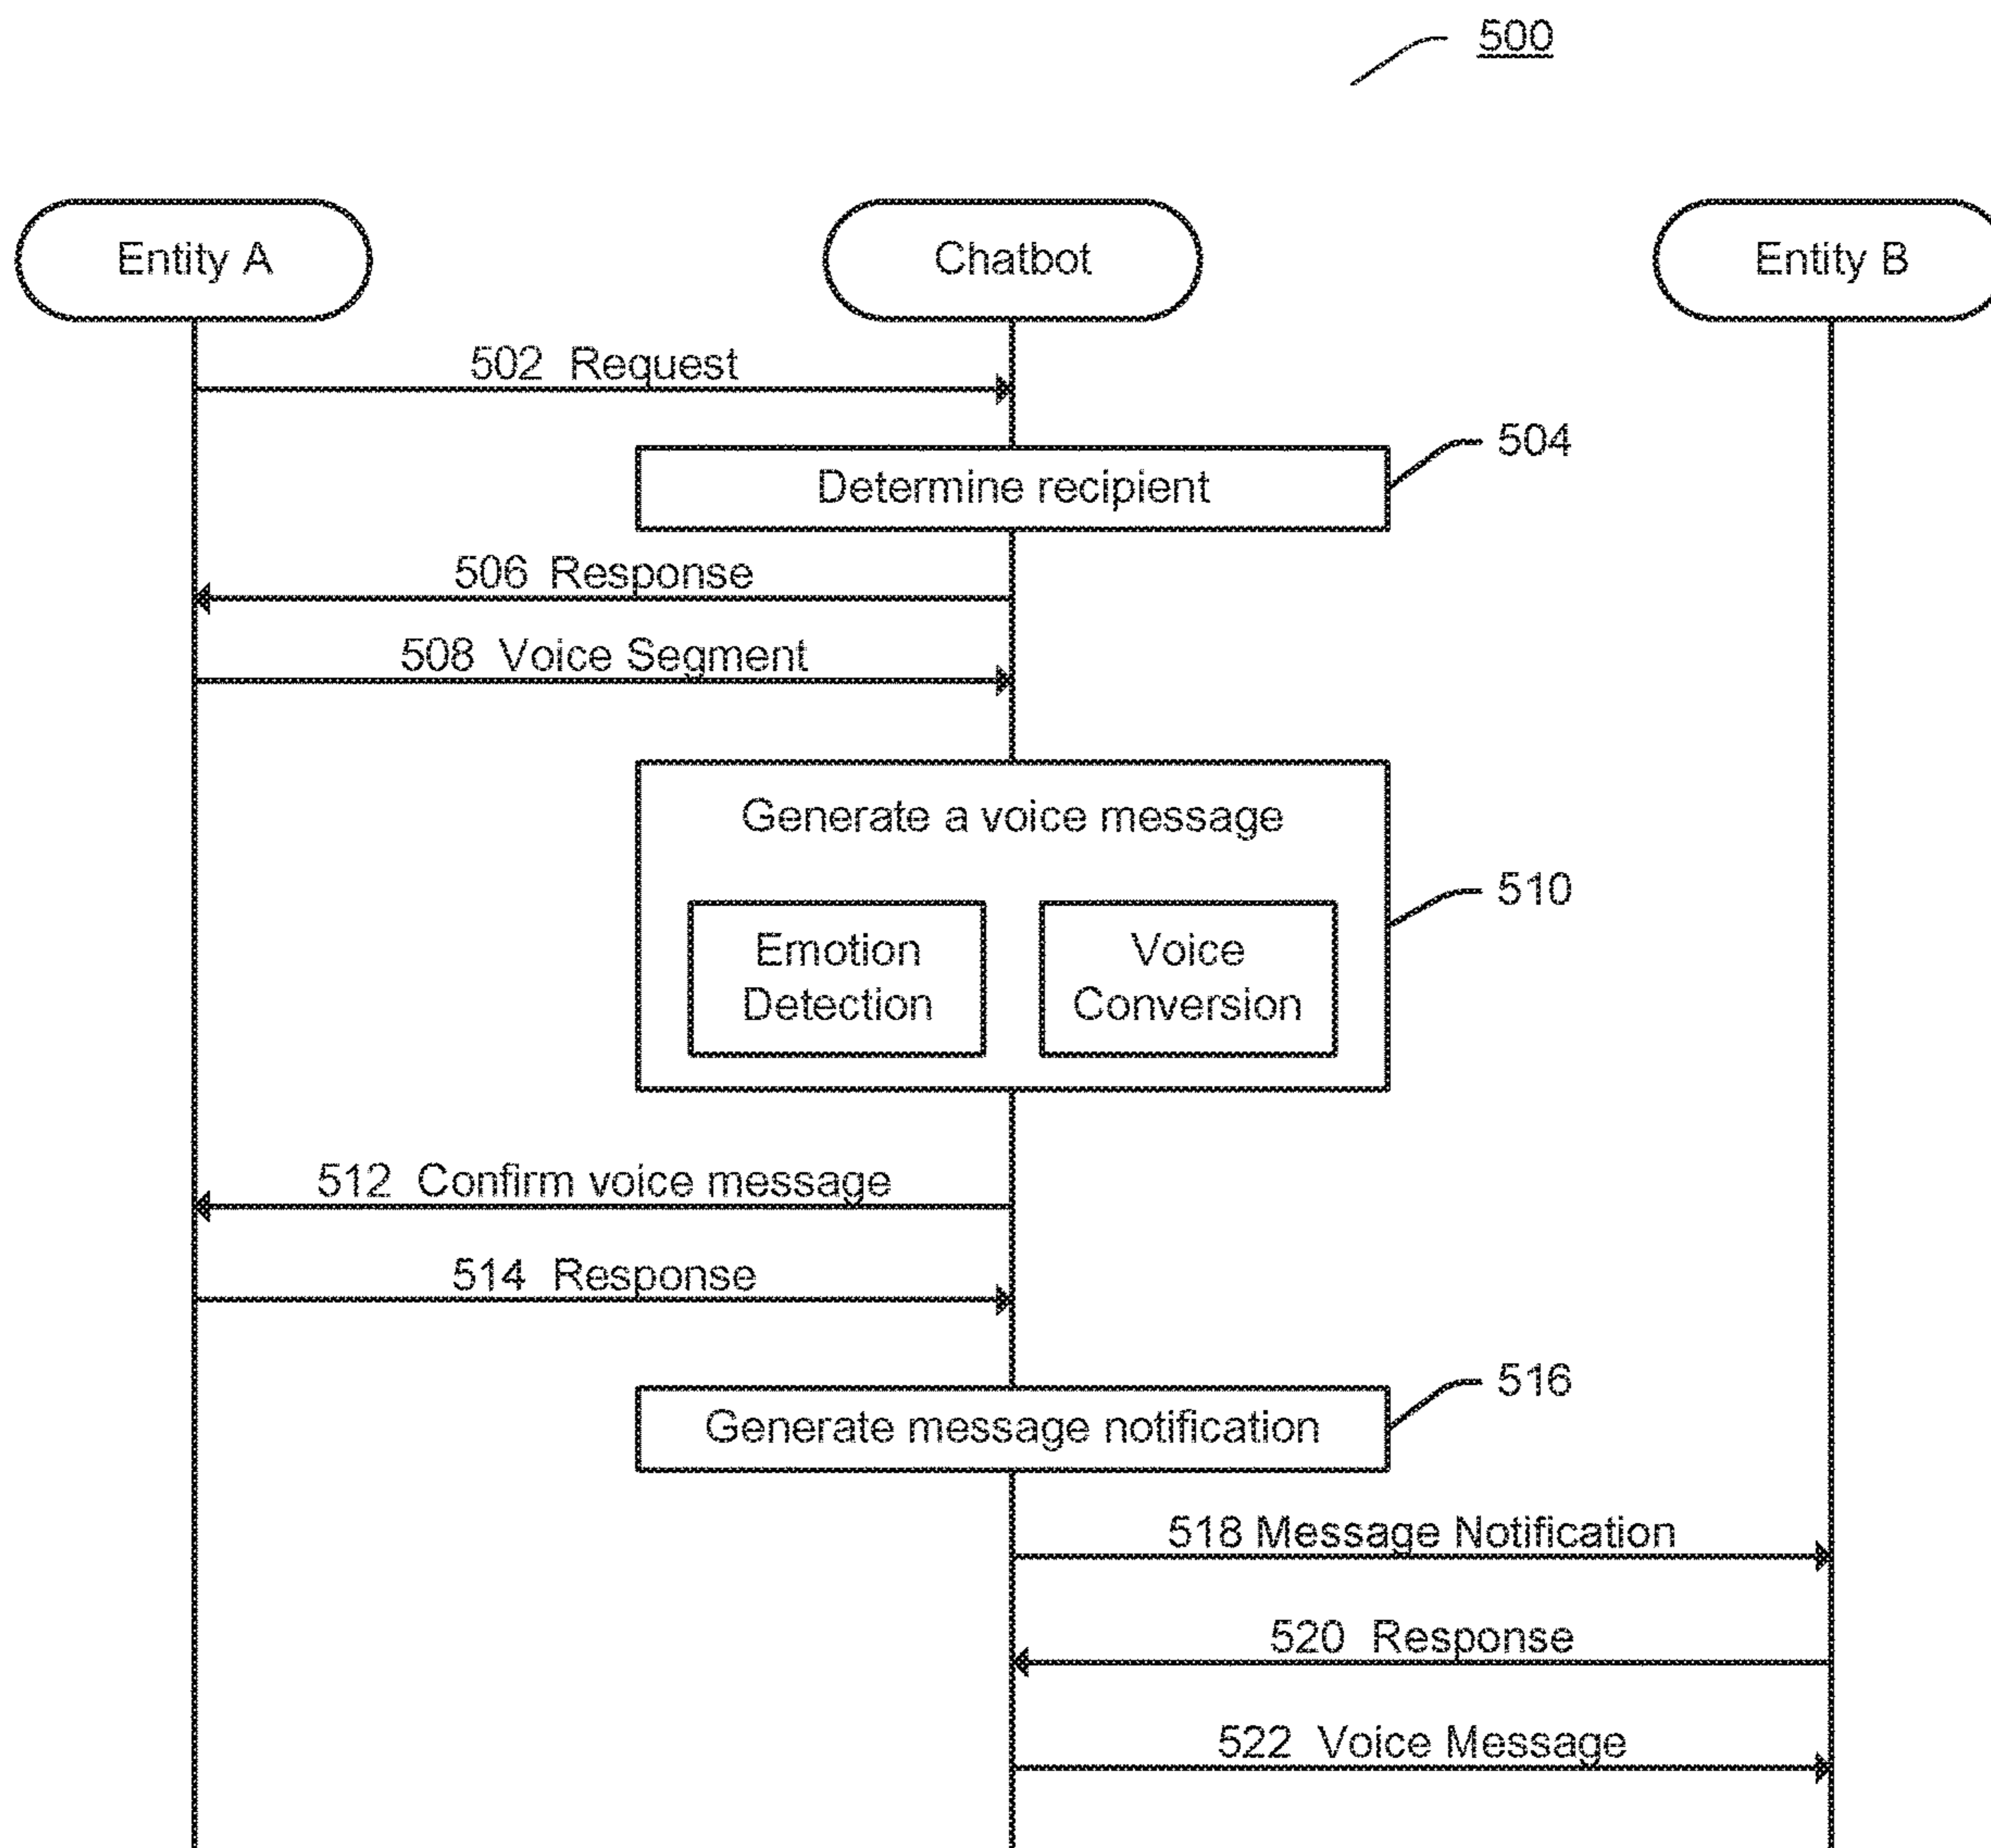 500
Entity A
Chatbot
Entity B
502 Request
504
Determine recipient
506 Response
508 Voice Segment
Generate a voice message
510
Emotion
Detection
Voice
Conversion
512 Confirm voice message
514 Response
516
Generate message notification
518 Message Notification
520 Response
522 Voice Message